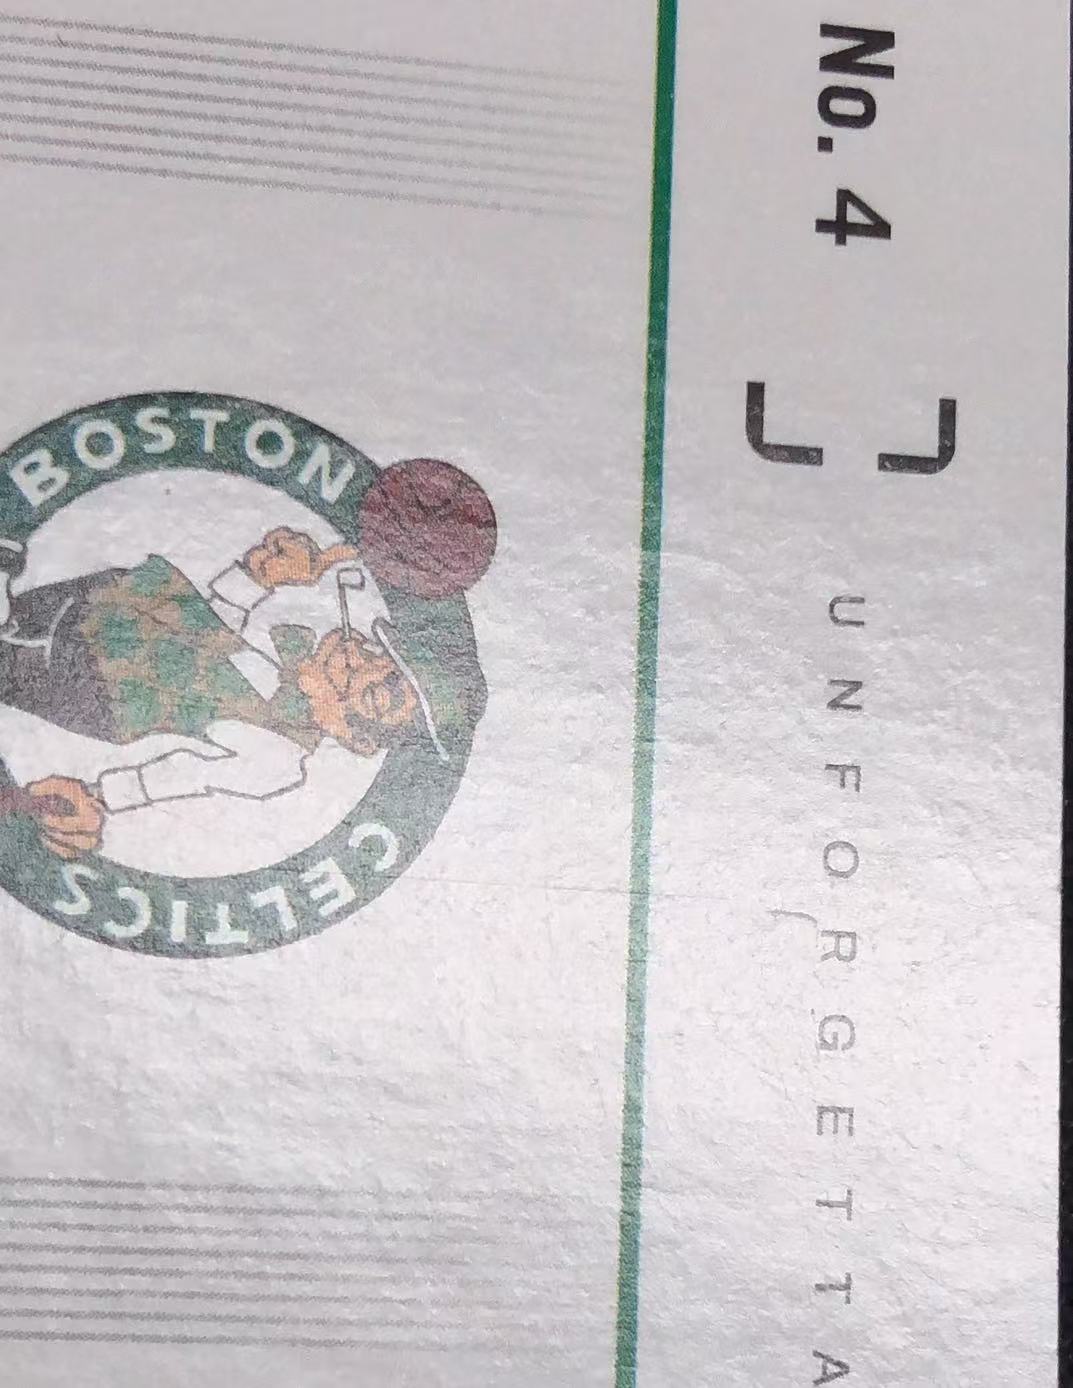 No. 4
UNFORGETTA
BOSTON
CELTICS